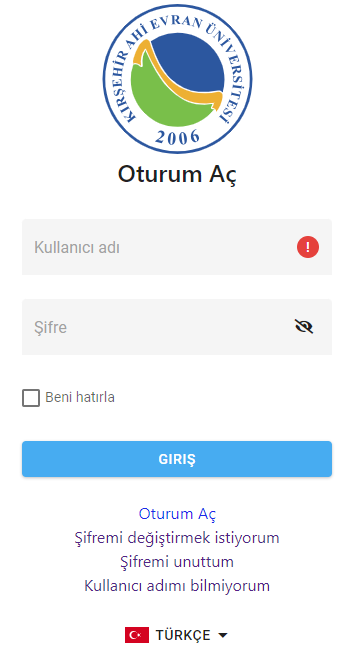 KIRŞEHİR AHİ EVRAN ÜNİVERSİTESİ
2006
Oturum Aç
Kullanıcı adı
Şifre
Beni hatırla
GIRIŞ
Oturum Aç
Şifremi değiştirmek istiyorum
Şifremi unuttum
Kullanıcı adımı bilmiyorum
TÜRKÇE